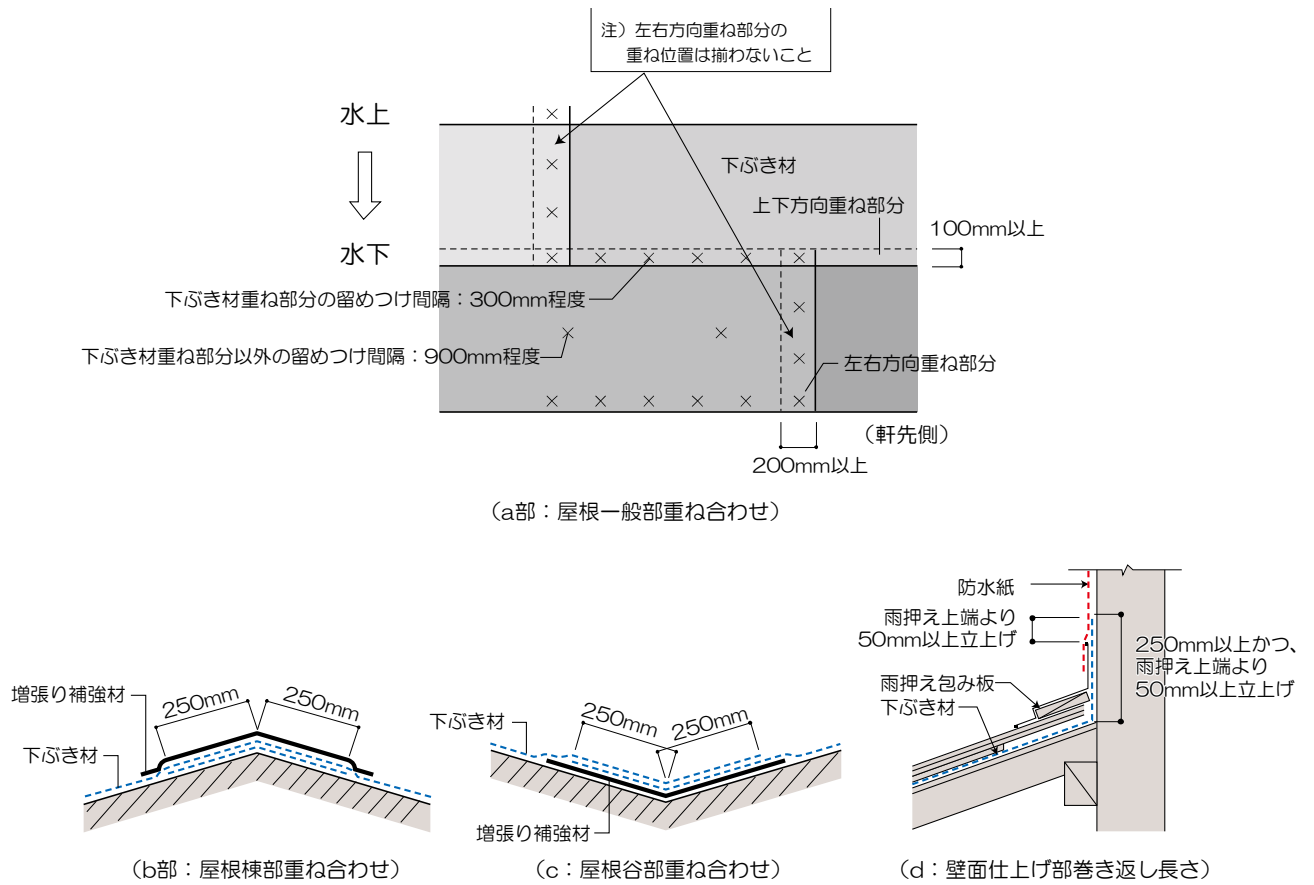 注）左右方向重ね部分の
重ね位置は揃わないこと
水上
下ぶき材
上下方向重ね部分
100mm以上
水下
下ぶき材重ね部分の留めつけ間隔：300mm程度
下ぶき材重ね部分以外の留めつけ間隔：900mm程度
左右方向重ね部分
（軒先側）
200mm以上
（a部：屋根一般部重ね合わせ）
増張り補強材
250mm
250mm
下ぶき材
（b部：屋根棟部重ね合わせ）
下ぶき材
250mm
250mm
増張り補強材
（c：屋根谷部重ね合わせ）
防水紙
雨押え上端より
50mm以上立上げ
250mm以上かつ、
雨押え上端より
50mm以上立上げ
雨押え包み板
下ぶき材
（d：壁面仕上げ部巻き返し長さ）